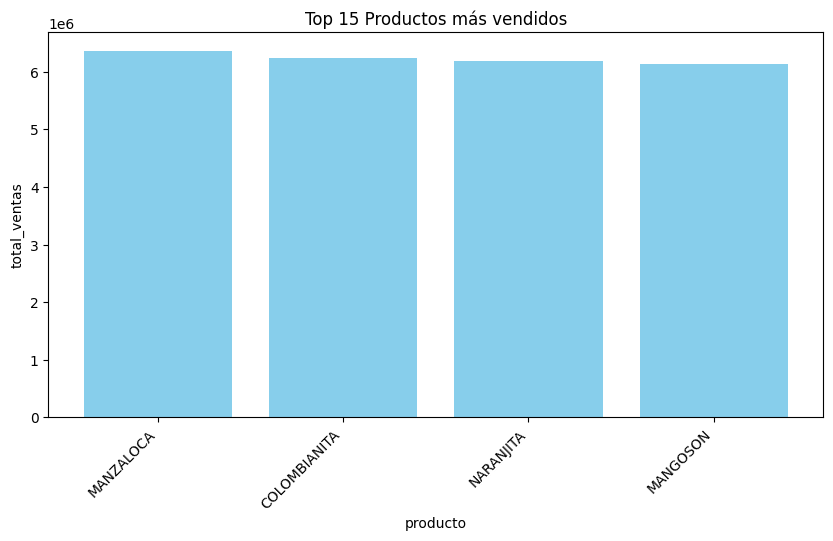 Top 15 Productos más vendidos
1e6
6
5
4
3
2
1
0
total_ventas
MANZALOCA
COLOMBIANITA
NARANJITA
MANGOSON
producto